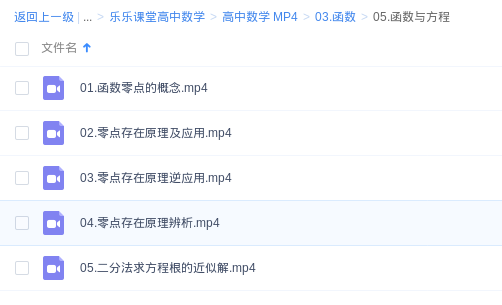 返回上一级 | ... > 乐乐课堂高中数学 > 高中数学 MP4 > 03.函数 > 05.函数与方程
文件名
01.函数零点的概念.mp4
02.零点存在原理及应用.mp4
03.零点存在原理逆应用.mp4
04.零点存在原理辨析.mp4
05.二分法求方程根的近似解.mp4